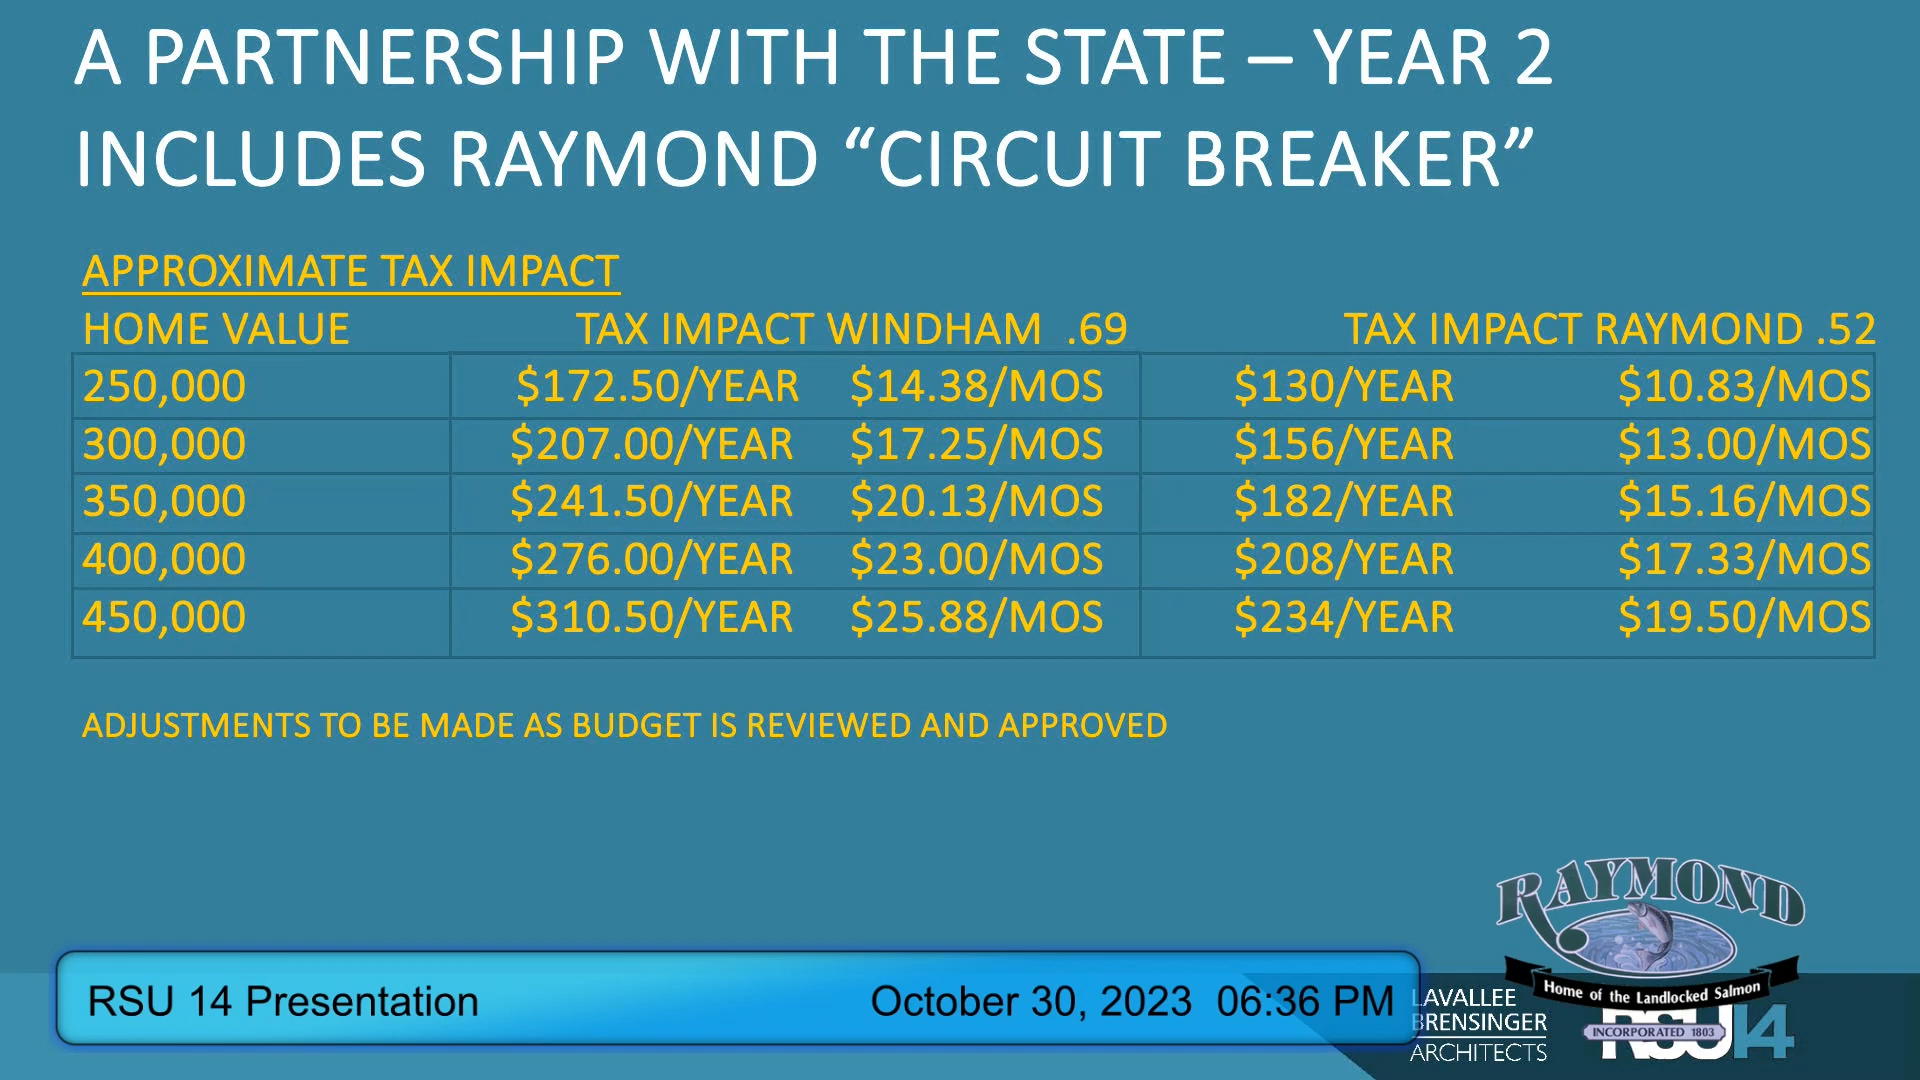 A PARTNERSHIP WITH THE STATE – YEAR 2
INCLUDES RAYMOND “CIRCUIT BREAKER”
APPROXIMATE TAX IMPACT
HOME VALUE TAX IMPACT WINDHAM .69 TAX IMPACT RAYMOND .52
250,000 $172.50/YEAR $14.38/MOS $130/YEAR $10.83/MOS
300,000 $207.00/YEAR $17.25/MOS $156/YEAR $13.00/MOS
350,000 $241.50/YEAR $20.13/MOS $182/YEAR $15.16/MOS
400,000 $276.00/YEAR $23.00/MOS $208/YEAR $17.33/MOS
450,000 $310.50/YEAR $25.88/MOS $234/YEAR $19.50/MOS
ADJUSTMENTS TO BE MADE AS BUDGET IS REVIEWED AND APPROVED
RAYMOND
Home of the Landlocked Salmon
INCORPORATED 1803
RSU 14 Presentation October 30, 2023 06:36 PM
LAVALLEE
BRENSINGER
ARCHITECTS
RSU14